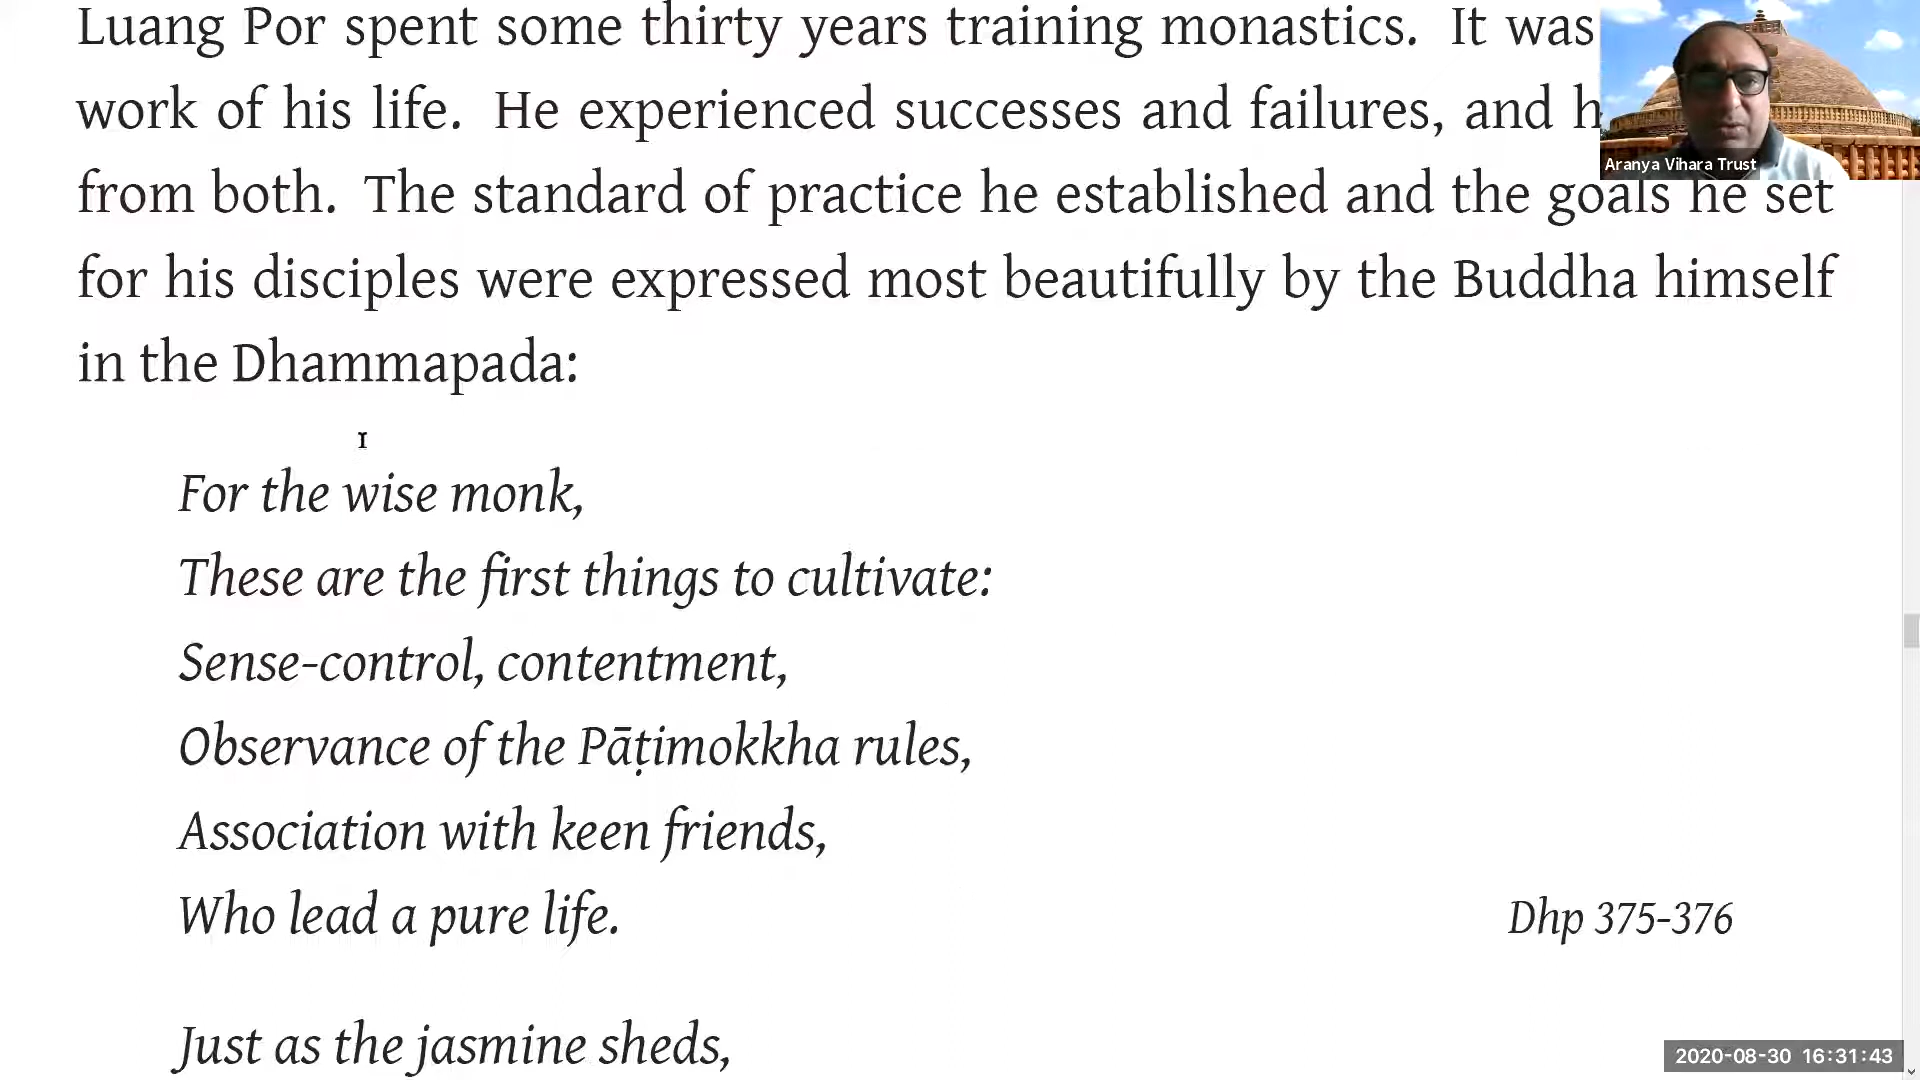 Luang Por spent some thirty years training monastics. It was
work of his life. He experienced successes and failures, and
from both. The standard of practice he established and the goals he set
for his disciples were expressed most beautifully by the Buddha himself
in the Dhammapada:
For the wise monk,
These are the first things to cultivate:
Sense-control, contentment,
Observance of the Pāṭimokkha rules,
Association with keen friends,
Who lead a pure life.
Dhp 375-376
Just as the jasmine sheds,
Aranya Vihara Trust
2020-08-30 16:31:43